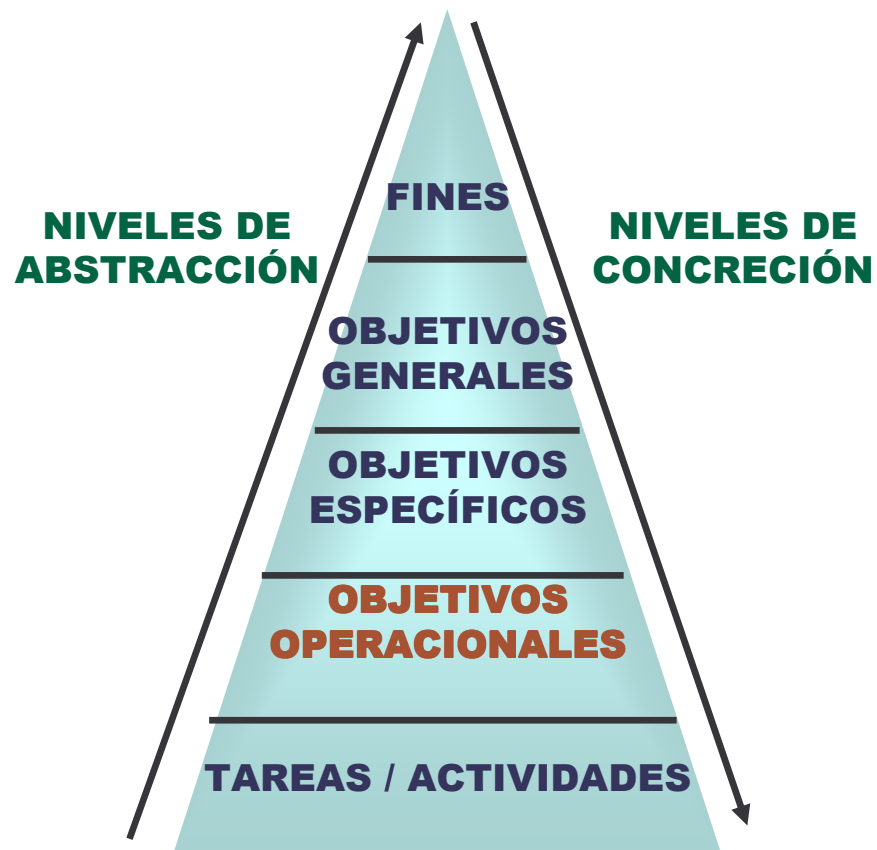 FINES
NIVELES DE
ABSTRACCIÓN
NIVELES DE
CONCRECIÓN
OBJETIVOS
GENERALES
OBJETIVOS
ESPECÍFICOS
OBJETIVOS
OPERACIONALES
TAREAS / ACTIVIDADES